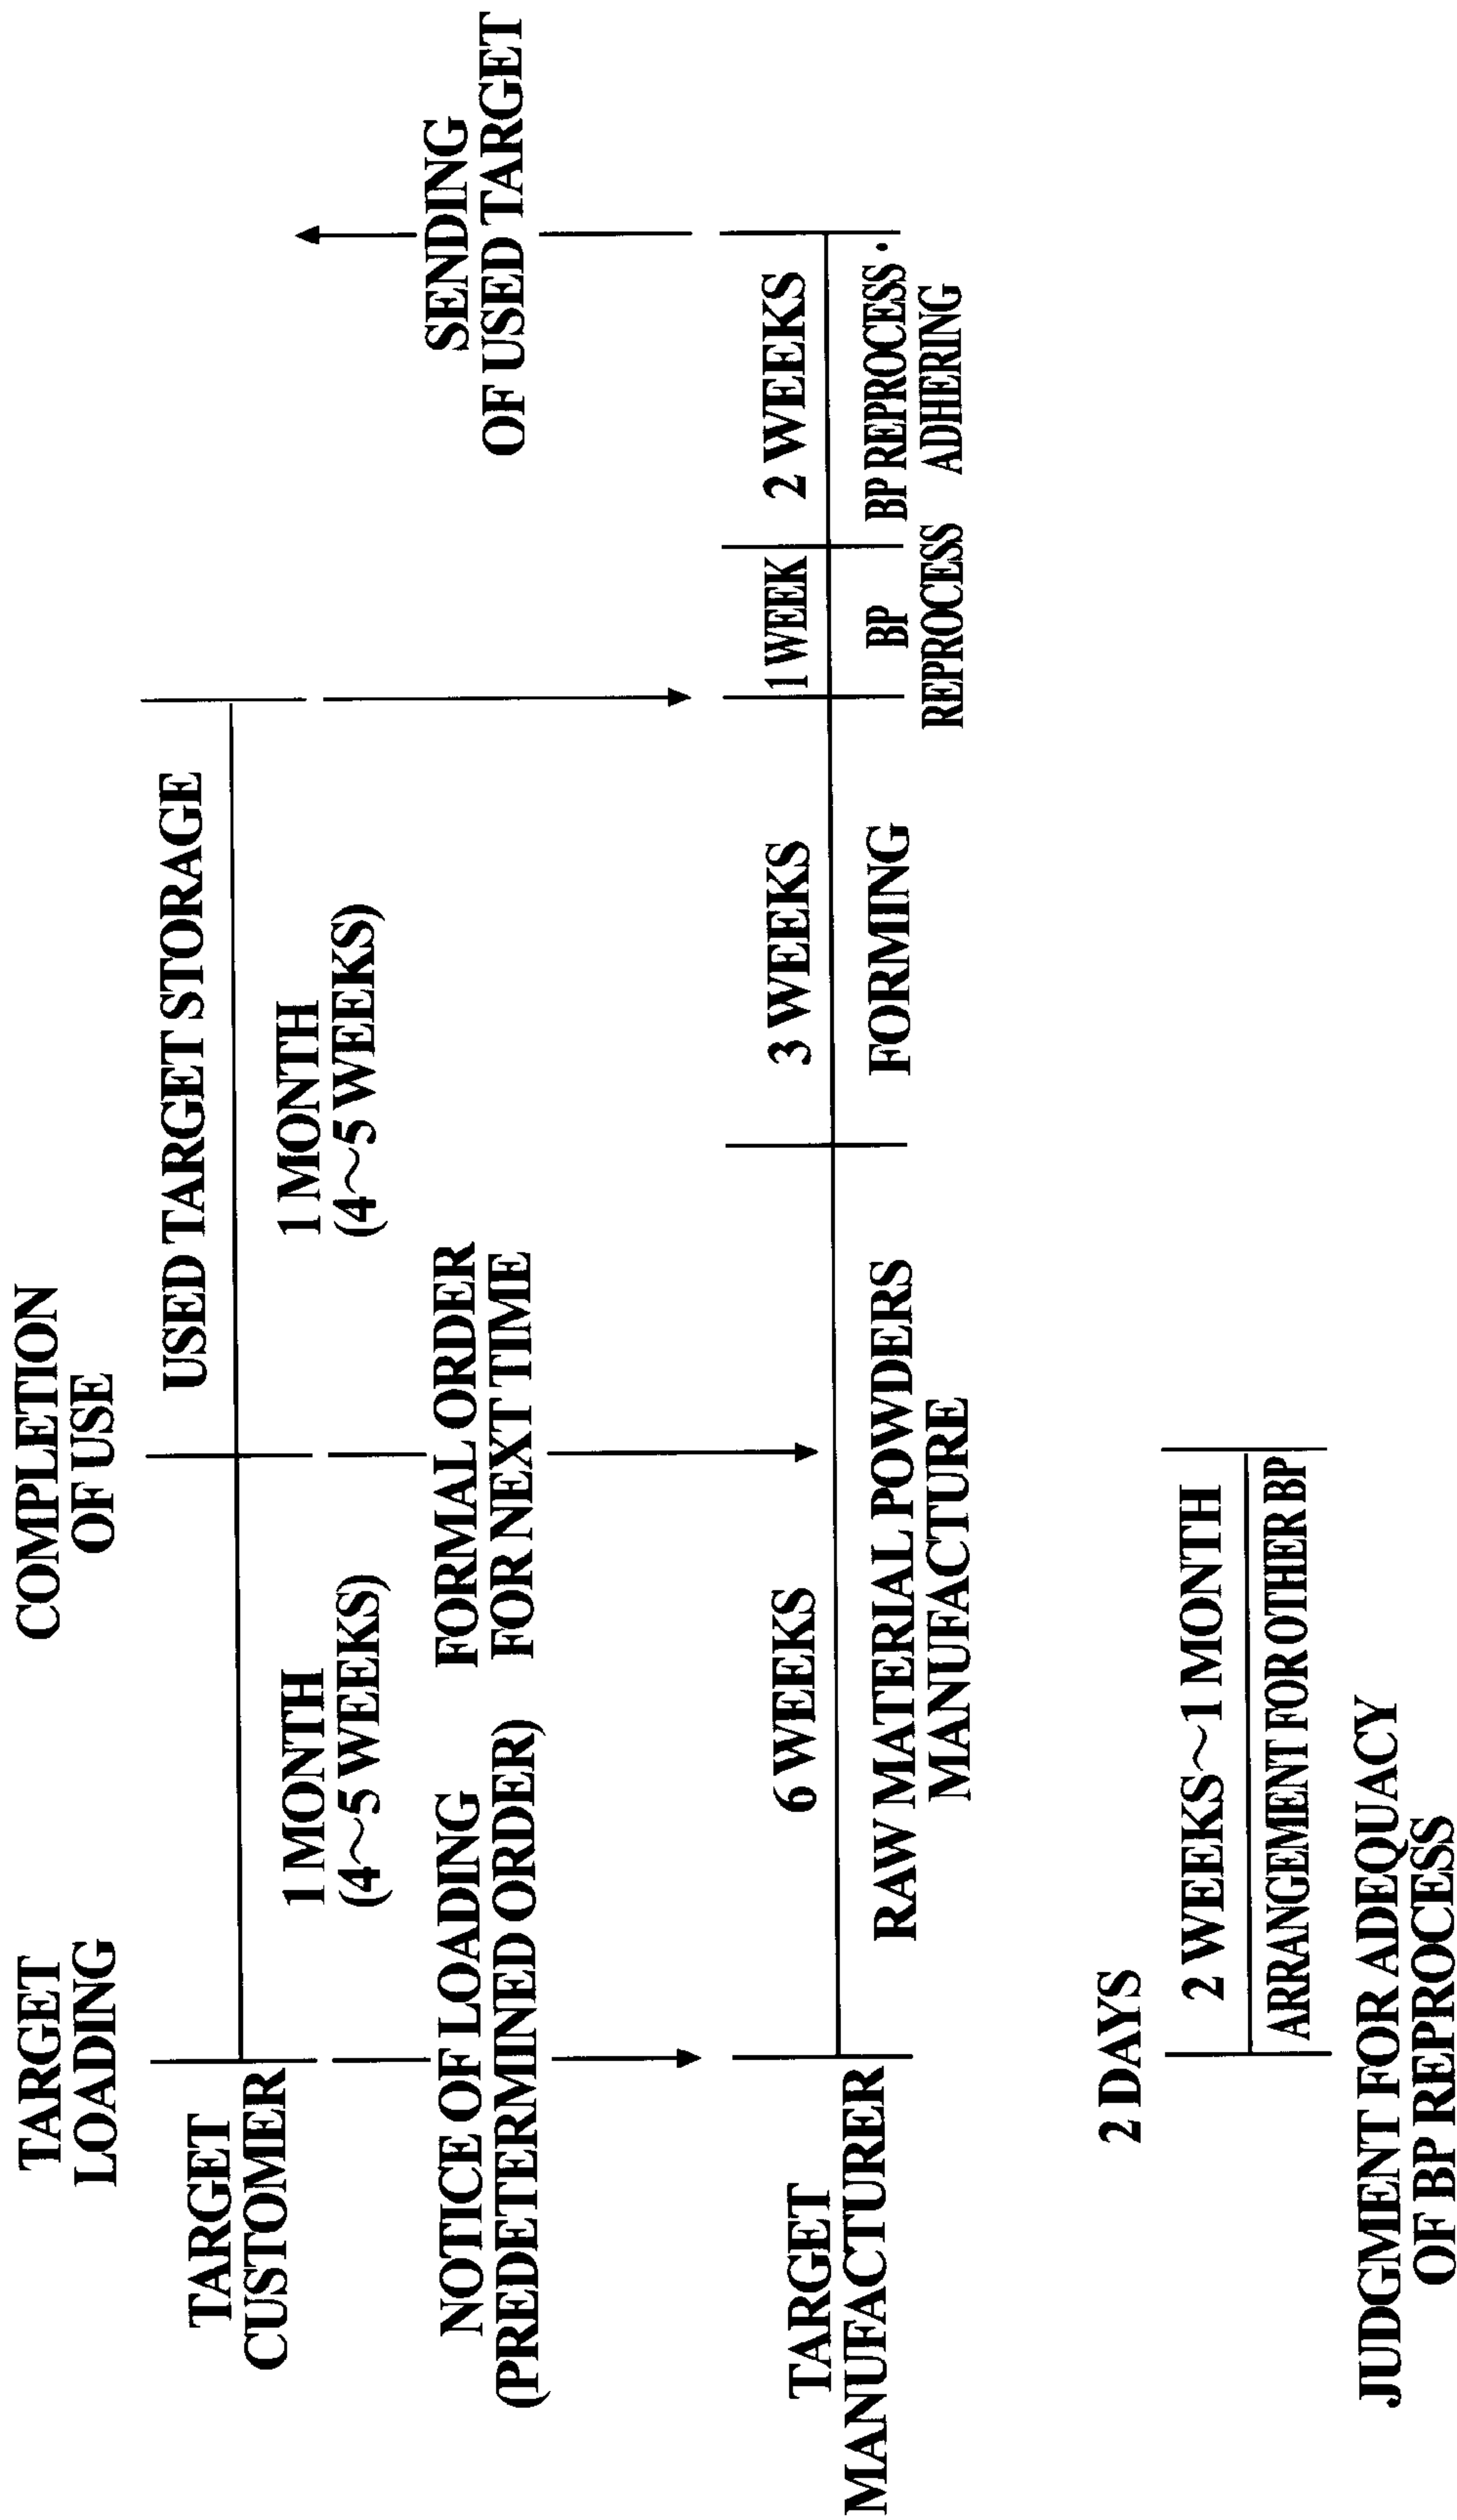 TARGET
LOADING
COMPLETION
OF USE
TARGET
CUSTOMER
USED TARGET STORAGE
1 MONTH
(4~5 WEEKS)
1 MONTH
(4~5 WEEKS)
NOTICE OF LOADING
(PREDETERMINED ORDER)
FORMAL ORDER
FOR NEXT TIME
SENDING
OF USED TARGET
TARGET
MANUFACTURER
6 WEEKS
3 WEEKS
1 WEEK
2 WEEKS
RAW MATERIAL POWDERS
MANUFACTURE
FORMING
BP
REPROCESS
BP REPROCESS·
ADHERING
2 DAYS
2 WEEKS~1 MONTH
ARRANGEMENT FOR OTHER BP
JUDGMENT FOR ADEQUACY
OF BP REPROCESS